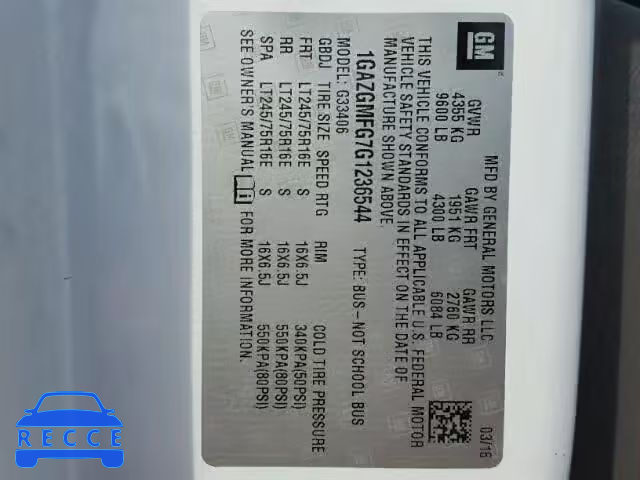 GM
MFD BY GENERAL MOTORS LLC
03/16
GVWR GAWR FRT GAWR RR
4355 KG 1951 KG 2760 KG
9600 LB 4300 LB 6084 LB
THIS VEHICLE CONFORMS TO ALL APPLICABLE U.S. FEDERAL MOTOR
VEHICLE SAFETY STANDARDS IN EFFECT ON THE DATE OF
MANUFACTURE SHOWN ABOVE.
1GAZGMFG7G1236544 TYPE: BUS-NOT SCHOOL BUS
MODEL: G33406
GBDJ TIRE SIZE SPEED RTG RIM COLD TIRE PRESSURE
FRT LT245/75R16E S 16X6.5J 340KPA(50PSI)
RR LT245/75R16E S 16X6.5J 550KPA(80PSI)
SPA LT245/75R16E S 16X6.5J 550KPA(80PSI)
SEE OWNER'S MANUAL FOR MORE INFORMATION.
RECCE